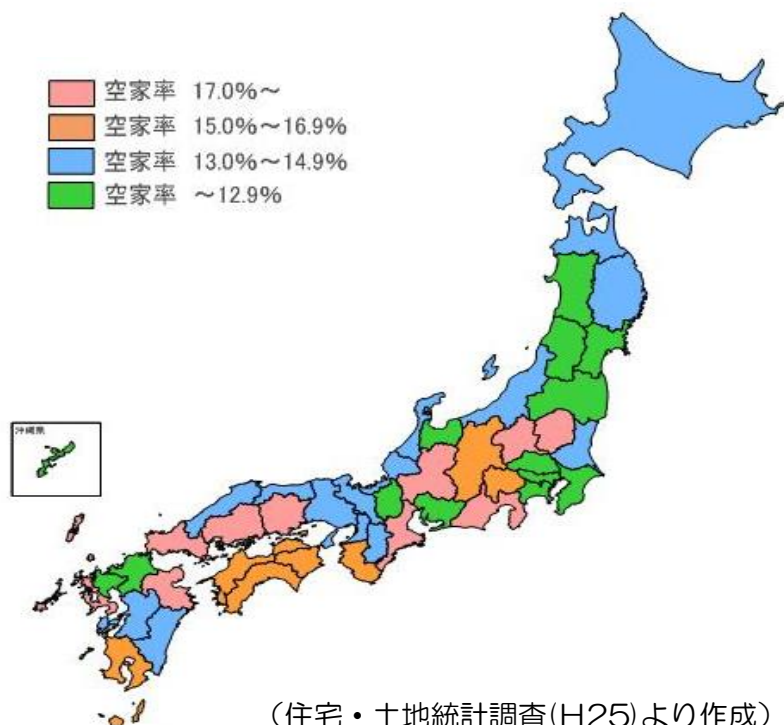 空家率 17.0%～
空家率 15.0%～16.9%
空家率 13.0%～14.9%
空家率 ～12.9%
沖縄県
（住宅・土地統計調査(H25)より作成）